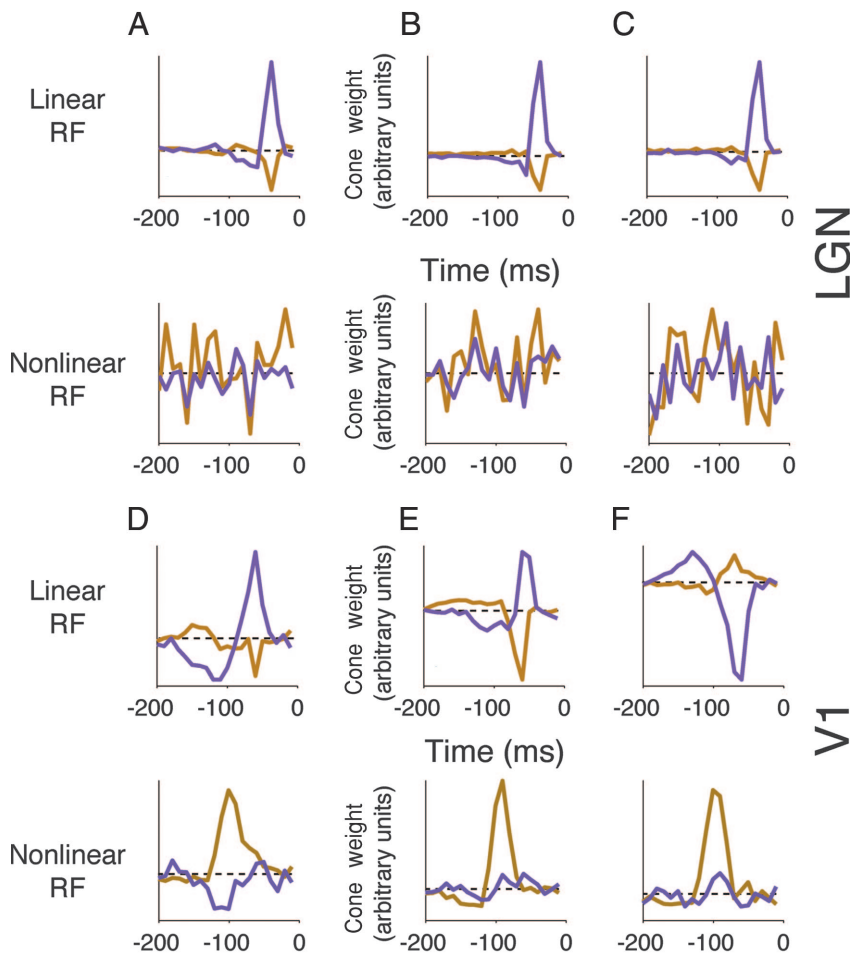 A
B
C
Linear
RF
Cone weight
(arbitrary units)
-200
-100
0
-200
-100
0
-200
-100
0
Time (ms)
LGN
Nonlinear
RF
Cone weight
(arbitrary units)
-200
-100
0
-200
-100
0
-200
-100
0
D
E
F
Linear
RF
Cone weight
(arbitrary units)
-200
-100
0
-200
-100
0
-200
-100
0
Time (ms)
V1
Nonlinear
RF
Cone weight
(arbitrary units)
-200
-100
0
-200
-100
0
-200
-100
0